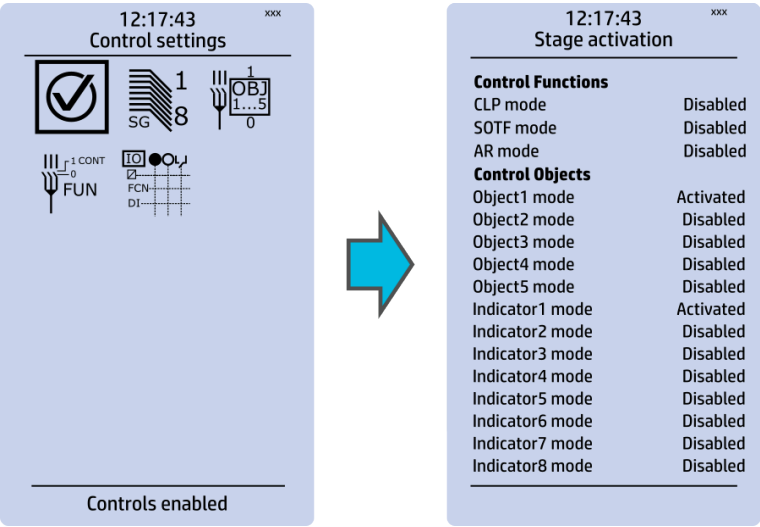 12:17:43 xxx
Control settings
1
SG 8
1
OBJ
1...5
0
1 CONT
0
FUN
IO
FCN
DI
Controls enabled
12:17:43 xxx
Stage activation
Control Functions
CLP mode Disabled
SOTF mode Disabled
AR mode Disabled
Control Objects
Object1 mode Activated
Object2 mode Disabled
Object3 mode Disabled
Object4 mode Disabled
Object5 mode Disabled
Indicator1 mode Activated
Indicator2 mode Disabled
Indicator3 mode Disabled
Indicator4 mode Disabled
Indicator5 mode Disabled
Indicator6 mode Disabled
Indicator7 mode Disabled
Indicator8 mode Disabled